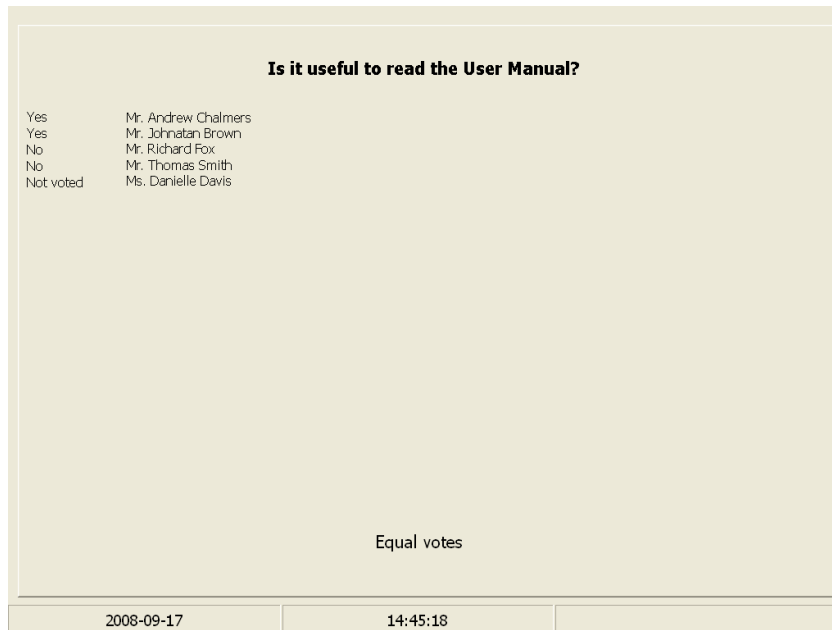 Is it useful to read the User Manual?
Yes Mr. Andrew Chalmers
Yes Mr. Johnatan Brown
No Mr. Richard Fox
No Mr. Thomas Smith
Not voted Ms. Danielle Davis
Equal votes
2008-09-17 14:45:18